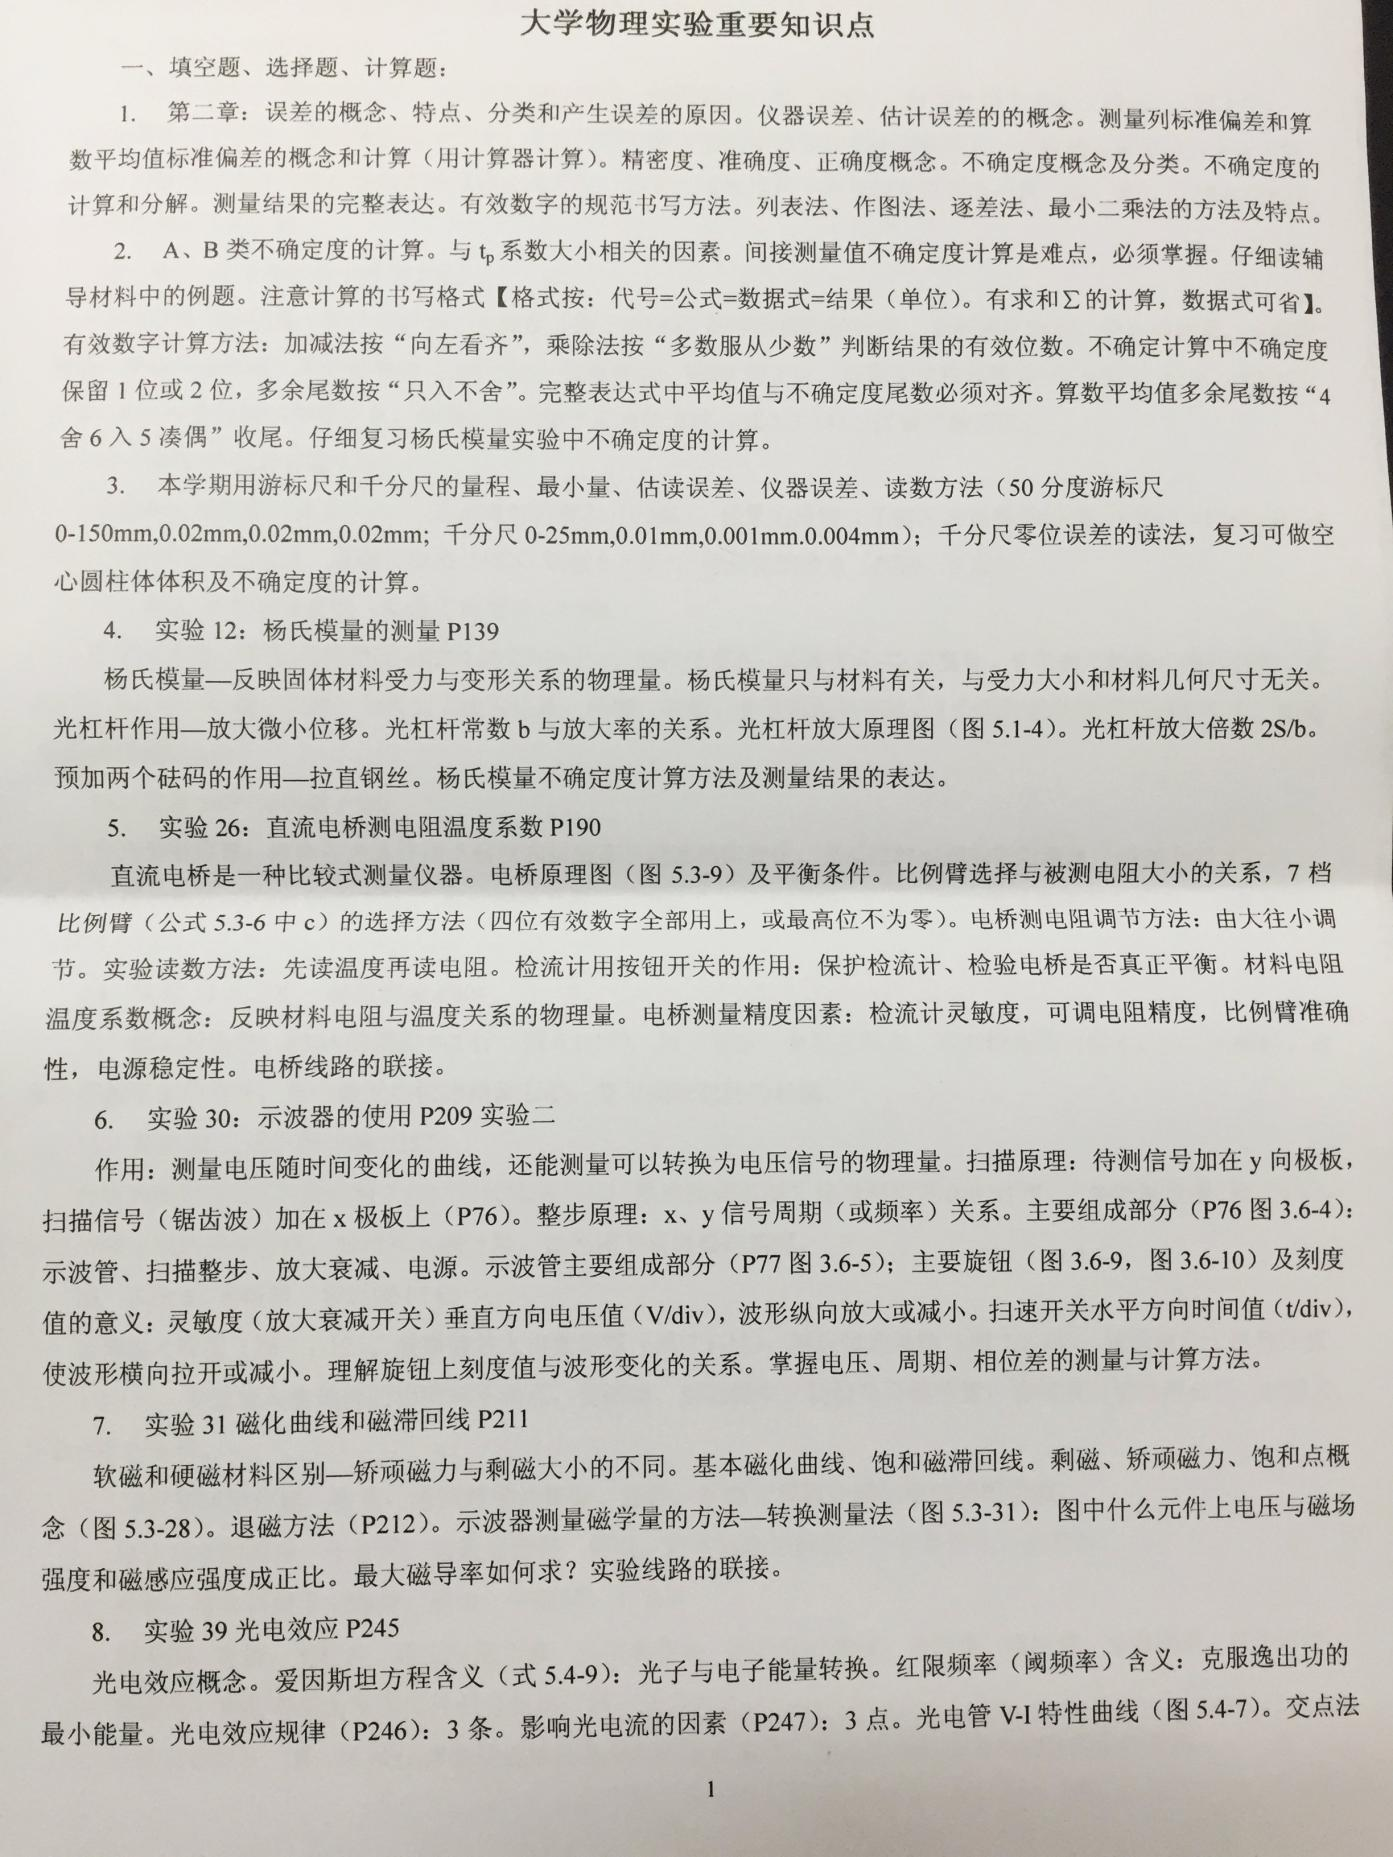 大学物理实验重要知识点
一、填空题、选择题、计算题：
1. 第二章：误差的概念、特点、分类和产生误差的原因。仪器误差、估计误差的的概念。测量列标准偏差和算
数平均值标准偏差的概念和计算（用计算器计算）。精密度、准确度、正确度概念。不确定度概念及分类。不确定度的
计算和分解。测量结果的完整表达。有效数字的规范书写方法。列表法、作图法、逐差法、最小二乘法的方法及特点。
2. A、B 类不确定度的计算。与 tp 系数大小相关的因素。间接测量值不确定度计算是难点，必须掌握。仔细读辅
导材料中的例题。注意计算的书写格式【格式按：代号=公式=数据式=结果（单位）。有求和∑的计算，数据式可省】。
有效数字计算方法：加减法按“向左看齐”，乘除法按“多数服从少数”判断结果的有效位数。不确定计算中不确定度
保留 1 位或 2 位，多余尾数按“只入不舍”。完整表达式中平均值与不确定度尾数必须对齐。算数平均值多余尾数按“4
舍 6 入 5 凑偶”收尾。仔细复习杨氏模量实验中不确定度的计算。
3. 本学期用游标尺和千分尺的量程、最小量、估读误差、仪器误差、读数方法（50 分度游标尺
0-150mm,0.02mm,0.02mm,0.02mm; 千分尺 0-25mm,0.01mm,0.001mm.0.004mm）；千分尺零位误差的读法，复习可做空
心圆柱体体积及不确定度的计算。
4. 实验 12：杨氏模量的测量 P139
杨氏模量—反映固体材料受力与变形关系的物理量。杨氏模量只与材料有关，与受力大小和材料几何尺寸无关。
光杠杆作用—放大微小位移。光杠杆常数 b 与放大率的关系。光杠杆放大原理图（图 5.1-4）。光杠杆放大倍数 2S/b。
预加两个砝码的作用—拉直钢丝。杨氏模量不确定度计算方法及测量结果的表达。
5. 实验 26：直流电桥测电阻温度系数 P190
直流电桥是一种比较式测量仪器。电桥原理图（图 5.3-9）及平衡条件。比例臂选择与被测电阻大小的关系，7 档
比例臂（公式 5.3-6 中 c）的选择方法（四位有效数字全部用上，或最高位不为零）。电桥测电阻调节方法：由大往小调
节。实验读数方法：先读温度再读电阻。检流计用按钮开关的作用：保护检流计、检验电桥是否真正平衡。材料电阻
温度系数概念：反映材料电阻与温度关系的物理量。电桥测量精度因素：检流计灵敏度，可调电阻精度，比例臂准确
性，电源稳定性。电桥线路的联接。
6. 实验 30：示波器的使用 P209 实验二
作用：测量电压随时间变化的曲线，还能测量可以转换为电压信号的物理量。扫描原理：待测信号加在 y 向极板，
扫描信号（锯齿波）加在 x 极板上（P76）。整步原理：x、y 信号周期（或频率）关系。主要组成部分（P76 图 3.6-4）：
示波管、扫描整步、放大衰减、电源。示波管主要组成部分（P77 图 3.6-5）；主要旋钮（图 3.6-9，图 3.6-10）及刻度
值的意义：灵敏度（放大衰减开关）垂直方向电压值（V/div），波形纵向放大或减小。扫速开关水平方向时间值（t/div），
使波形横向拉开或减小。理解旋钮上刻度值与波形变化的关系。掌握电压、周期、相位差的测量与计算方法。
7. 实验 31 磁化曲线和磁滞回线 P211
软磁和硬磁材料区别—矫顽磁力与剩磁大小的不同。基本磁化曲线、饱和磁滞回线。剩磁、矫顽磁力、饱和点概
念（图 5.3-28）。退磁方法（P212）。示波器测量磁学量的方法—转换测量法（图 5.3-31）：图中什么元件上电压与磁场
强度和磁感应强度成正比。最大磁导率如何求？实验线路的联接。
8. 实验 39 光电效应 P245
光电效应概念。爱因斯坦方程含义（式 5.4-9）：光子与电子能量转换。红限频率（阈频率）含义：克服逸出功的
最小能量。光电效应规律（P246）：3 条。影响光电流的因素（P247）：3 点。光电管 V-I 特性曲线（图 5.4-7）。交点法
1